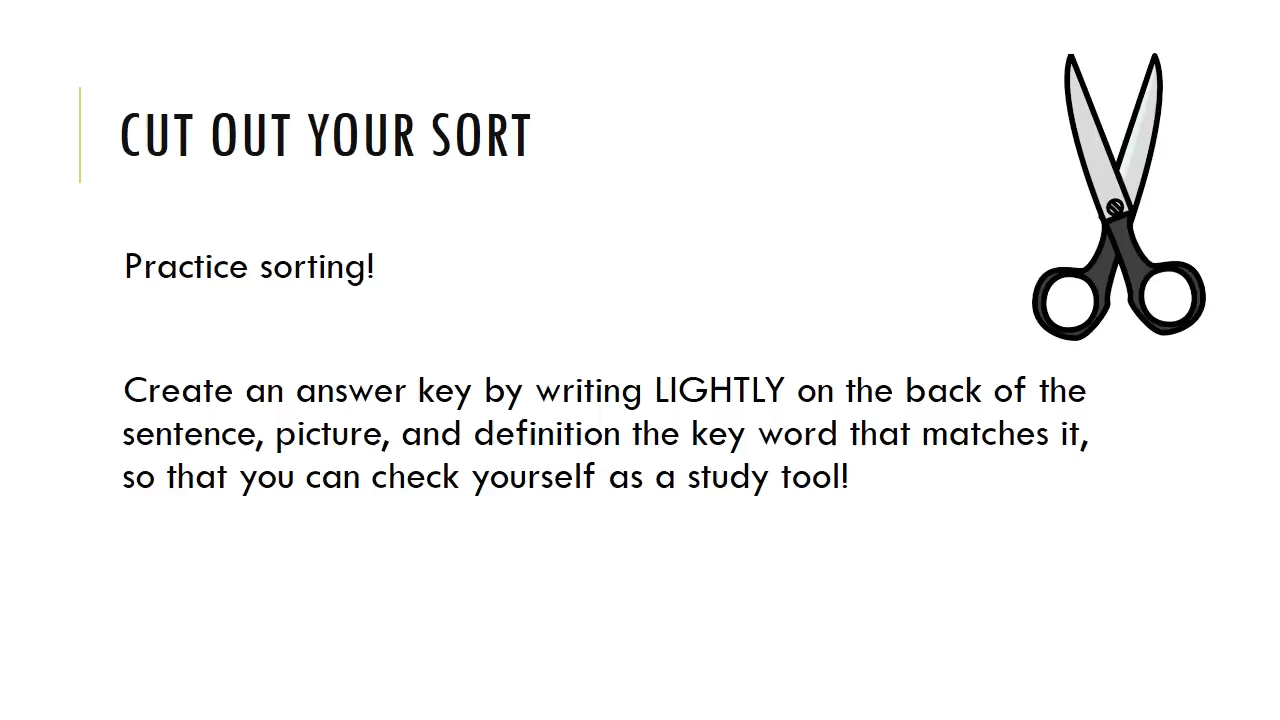 CUT OUT YOUR SORT
Practice sorting!
Create an answer key by writing LIGHTLY on the back of the
sentence, picture, and definition the key word that matches it,
so that you can check yourself as a study tool!